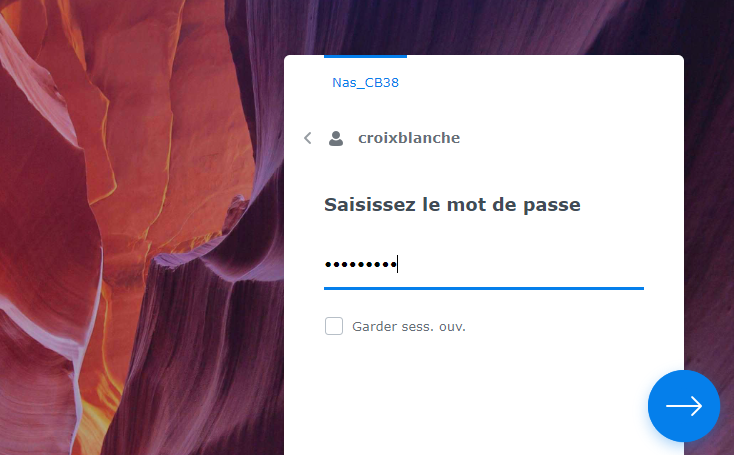 Nas_CB38
croixblanche
Saisissez le mot de passe
•••••••••
Garder sess. ouv.